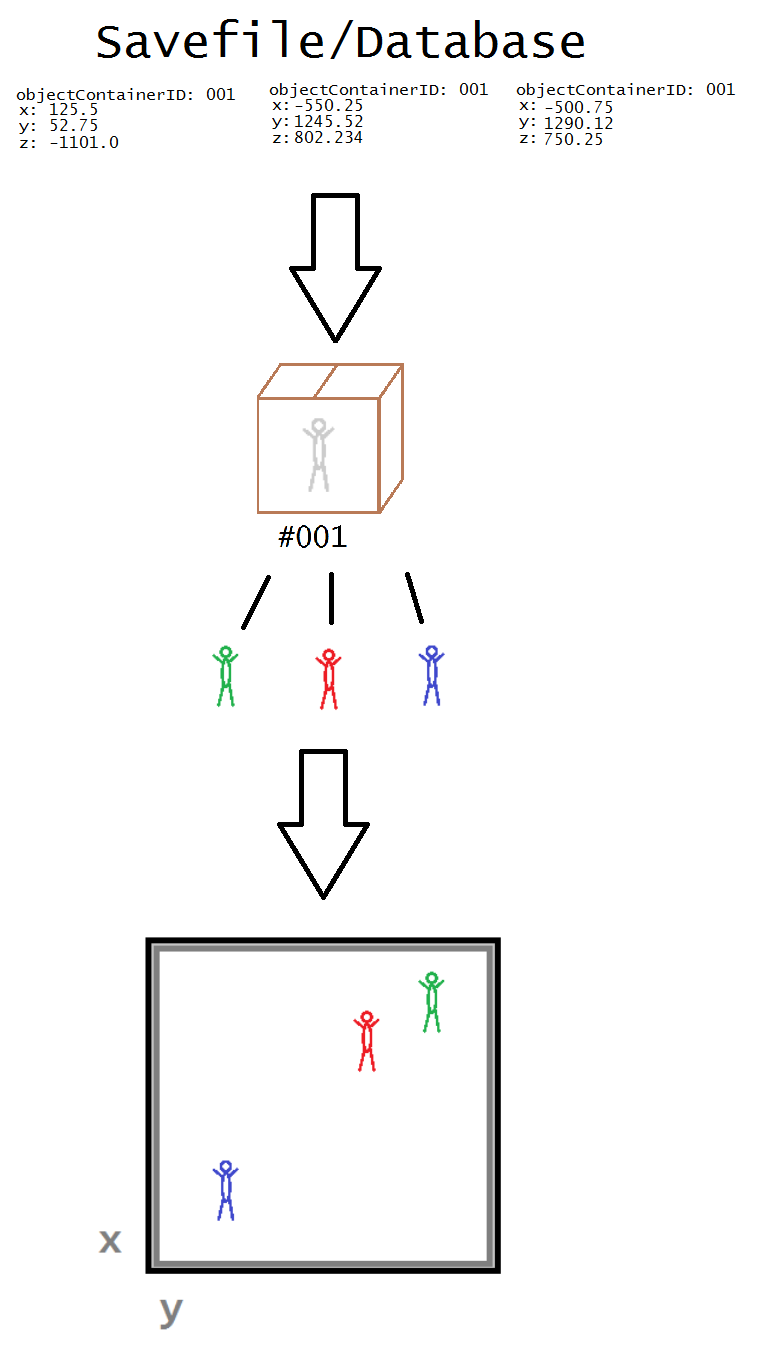 Savefile/Database
objectContainerID: 001
x: 125.5
y: 52.75
z: -1101.0
objectContainerID: 001
x:-550.25
y:1245.52
z:802.234
objectContainerID: 001
x:-500.75
y:1290.12
z:750.25
#001
x
y